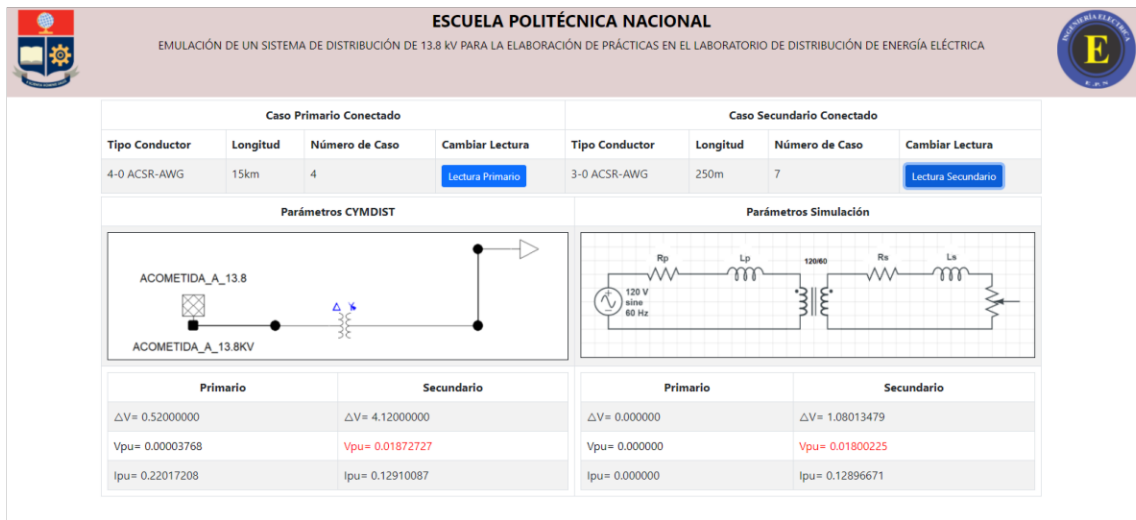 ESCUELA POLITÉCNICA NACIONAL
EMULACIÓN DE UN SISTEMA DE DISTRIBUCIÓN DE 13.8 kV PARA LA ELABORACIÓN DE PRÁCTICAS EN EL LABORATORIO DE DISTRIBUCIÓN DE ENERGÍA ELÉCTRICA
INGENIERÍA ELÉCTRICA
E
E.P.N
Caso Primario Conectado
Tipo Conductor Longitud Número de Caso Cambiar Lectura
4-0 ACSR-AWG 15km 4 Lectura Primario
Caso Secundario Conectado
Tipo Conductor Longitud Número de Caso Cambiar Lectura
3-0 ACSR-AWG 250m 7 Lectura Secundario
Parámetros CYMDIST
ACOMETIDA_A_13.8
ACOMETIDA_A_13.8KV
Parámetros Simulación
Rp Lp 120/60 Rs Ls
120 V
sine
60 Hz
Primario Secundario
△V= 0.52000000 △V= 4.12000000
Vpu= 0.00003768 Vpu= 0.01872727
Ipu= 0.22017208 Ipu= 0.12910087
Primario Secundario
△V= 0.000000 △V= 1.08013479
Vpu= 0.000000 Vpu= 0.01800225
Ipu= 0.000000 Ipu= 0.12896671